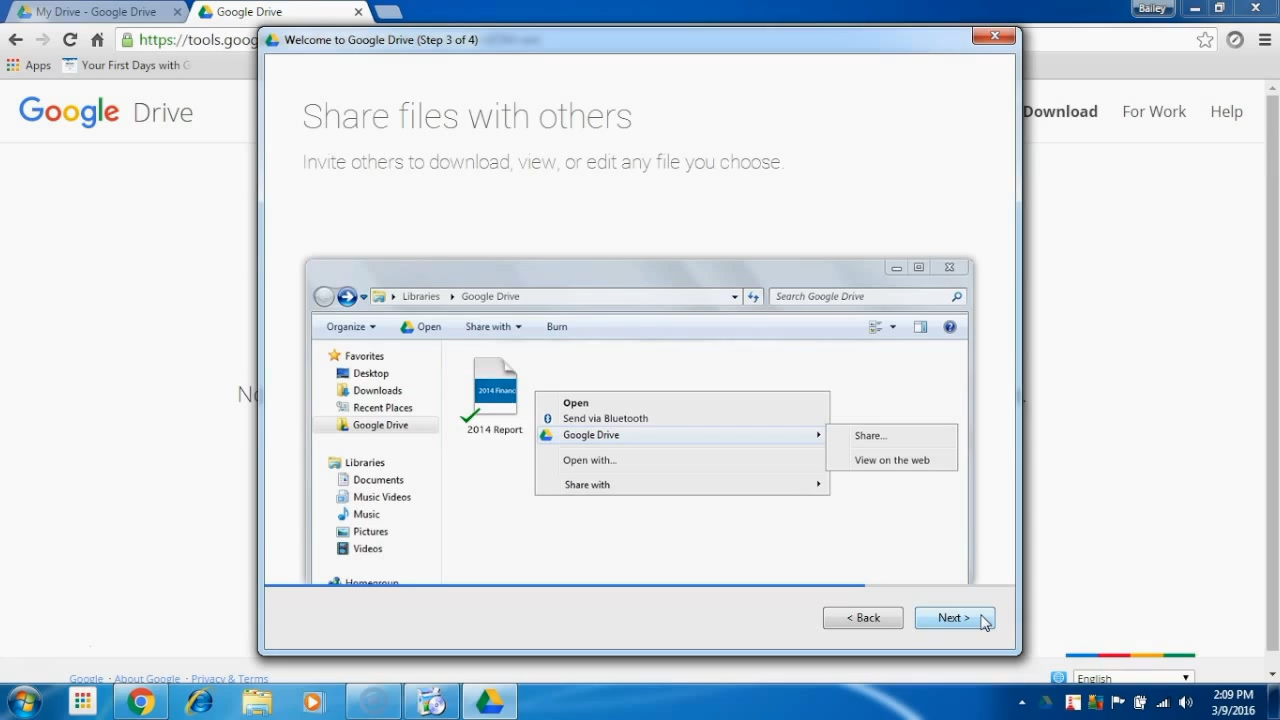 My Drive - Google Drive
Google Drive
Bailey
https://tools.goog
Apps
Your First Days with G
Welcome to Google Drive (Step 3 of 4)
Google Drive
Download
For Work
Help
Share files with others
Invite others to download, view, or edit any file you choose.
Libraries
Google Drive
Search Google Drive
Organize
Open
Share with
Burn
Favorites
Desktop
Downloads
Recent Places
Google Drive
Libraries
Documents
Music Videos
Music
Pictures
Videos
Homegroup
2014 Financ
2014 Report
Open
Send via Bluetooth
Google Drive
Open with...
Share with
Share...
View on the web
No
< Back
Next >
Google
About Google
Privacy & Terms
English
2:09 PM
3/9/2016